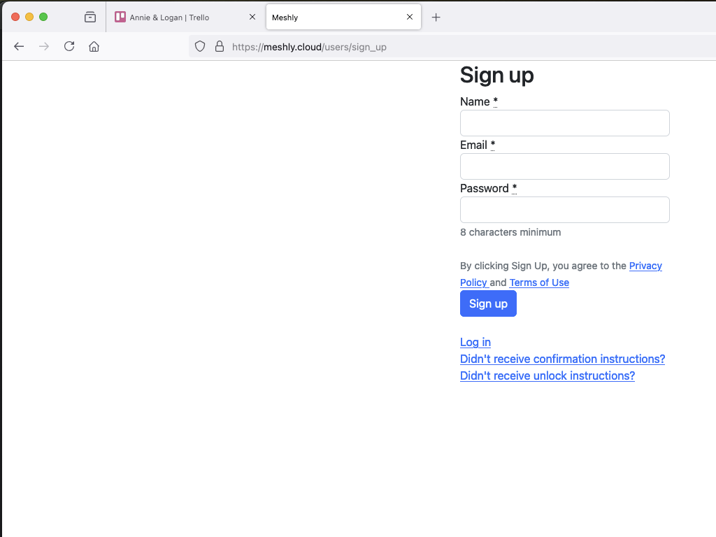 Annie & Logan | Trello
Meshly
https://meshly.cloud/users/sign_up
Sign up
Name *
Email *
Password *
8 characters minimum
By clicking Sign Up, you agree to the Privacy
Policy and Terms of Use
Sign up
Log in
Didn't receive confirmation instructions?
Didn't receive unlock instructions?